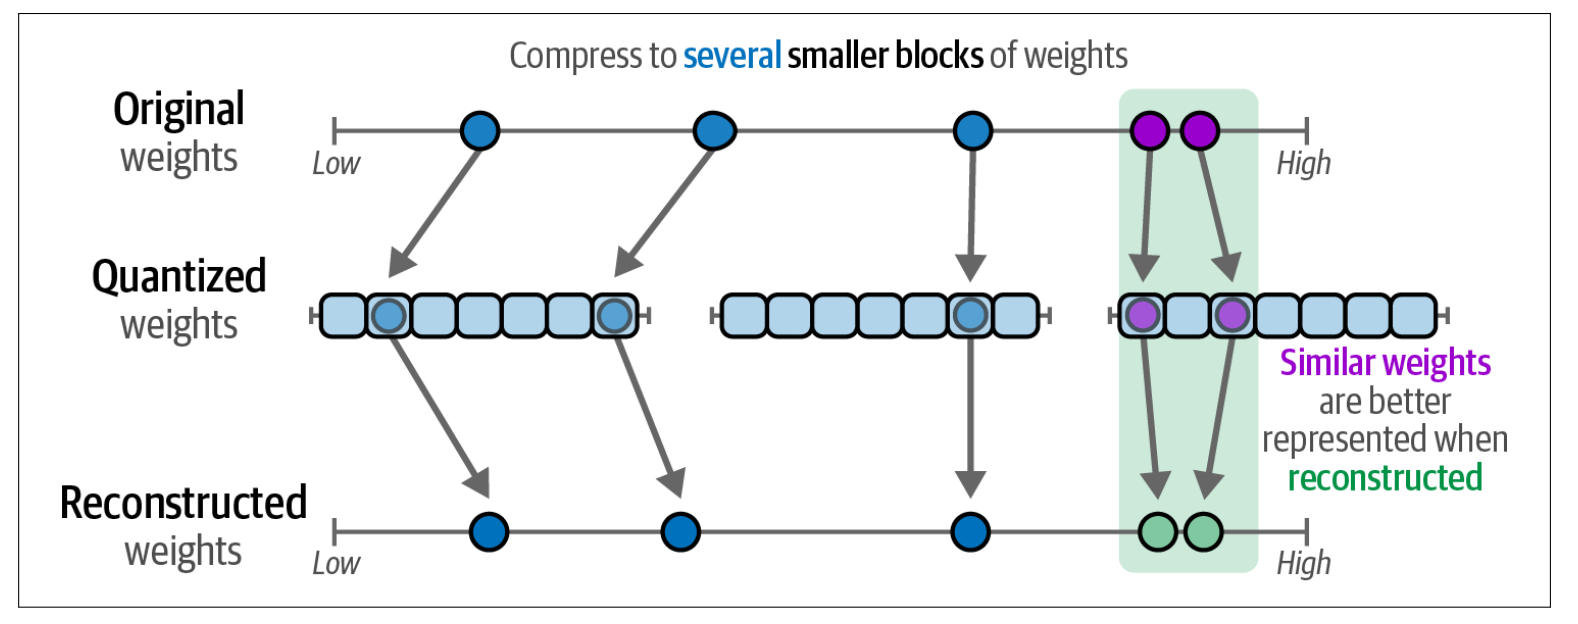 Compress to several smaller blocks of weights
Original
weights
Low
High
Quantized
weights
Similar weights
are better
represented when
reconstructed
Reconstructed
weights
Low
High